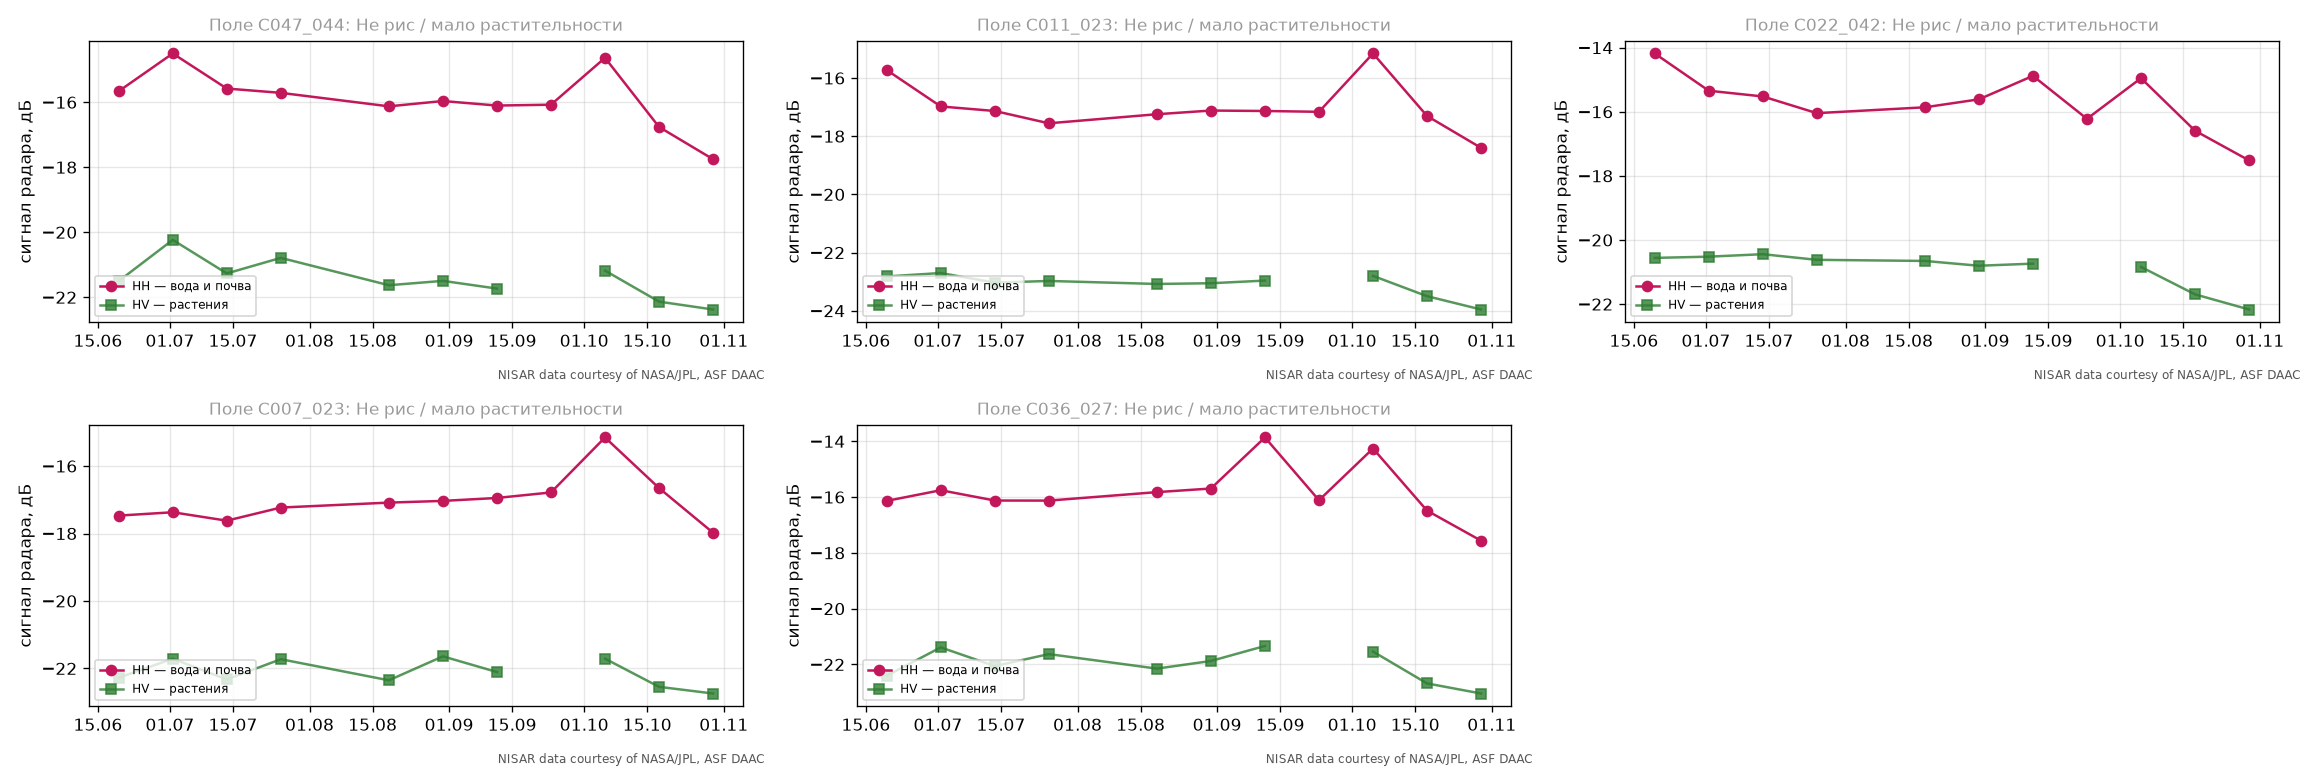 Поле C047_044: Не рис / мало растительности
сигнал радара, дБ
−16
−18
−20
−22
HH — вода и почва
HV — растения
15.06 01.07 15.07 01.08 15.08 01.09 15.09 01.10 15.10 01.11
NISAR data courtesy of NASA/JPL, ASF DAAC
Поле C011_023: Не рис / мало растительности
сигнал радара, дБ
−16
−18
−20
−22
−24
HH — вода и почва
HV — растения
15.06 01.07 15.07 01.08 15.08 01.09 15.09 01.10 15.10 01.11
NISAR data courtesy of NASA/JPL, ASF DAAC
Поле C022_042: Не рис / мало растительности
сигнал радара, дБ
−14
−16
−18
−20
−22
HH — вода и почва
HV — растения
15.06 01.07 15.07 01.08 15.08 01.09 15.09 01.10 15.10 01.11
NISAR data courtesy of NASA/JPL, ASF DAAC
Поле C007_023: Не рис / мало растительности
сигнал радара, дБ
−16
−18
−20
−22
HH — вода и почва
HV — растения
15.06 01.07 15.07 01.08 15.08 01.09 15.09 01.10 15.10 01.11
NISAR data courtesy of NASA/JPL, ASF DAAC
Поле C036_027: Не рис / мало растительности
сигнал радара, дБ
−14
−16
−18
−20
−22
HH — вода и почва
HV — растения
15.06 01.07 15.07 01.08 15.08 01.09 15.09 01.10 15.10 01.11
NISAR data courtesy of NASA/JPL, ASF DAAC